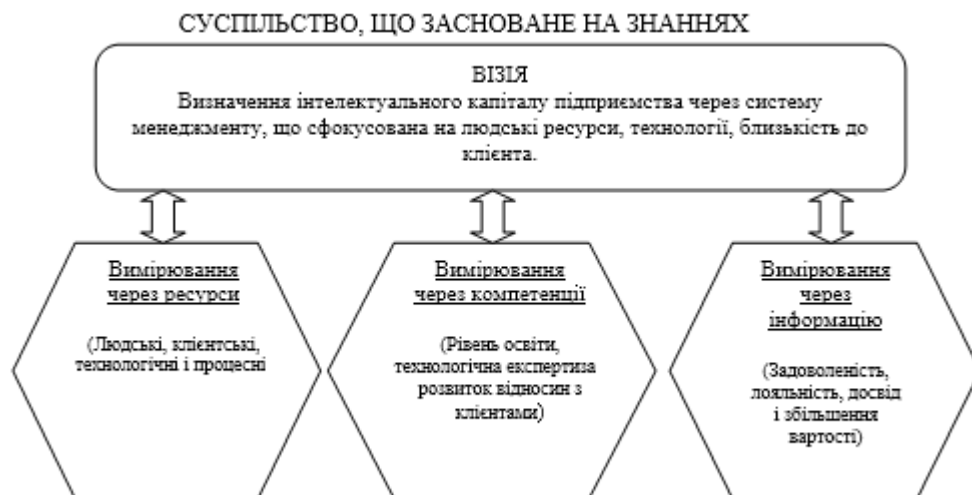 СУСПІЛЬСТВО, ЩО ЗАСНОВАНЕ НА ЗНАННЯХ
ВІЗІЯ
Визначення інтелектуального капіталу підприємства через систему
менеджменту, що сфокусована на людські ресурси, технології, близькість до
клієнта.
Вимірювання
через ресурси
(Людські, клієнтські,
технологічні і процесні
Вимірювання
через компетенції
(Рівень освіти,
технологічна експертиза
розвиток відносин з
клієнтами)
Вимірювання
через
інформацію
(Задоволеність,
лояльність, досвід
і збільшення
вартості)